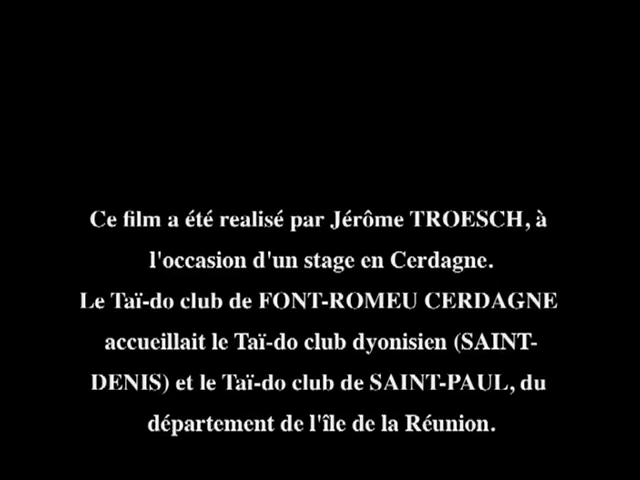 Ce film a été realisé par Jérôme TROESCH, à
l'occasion d'un stage en Cerdagne.
Le Taï-do club de FONT-ROMEU CERDAGNE
accueillait le Taï-do club dyonisien (SAINT-
DENIS) et le Taï-do club de SAINT-PAUL, du
département de l'île de la Réunion.